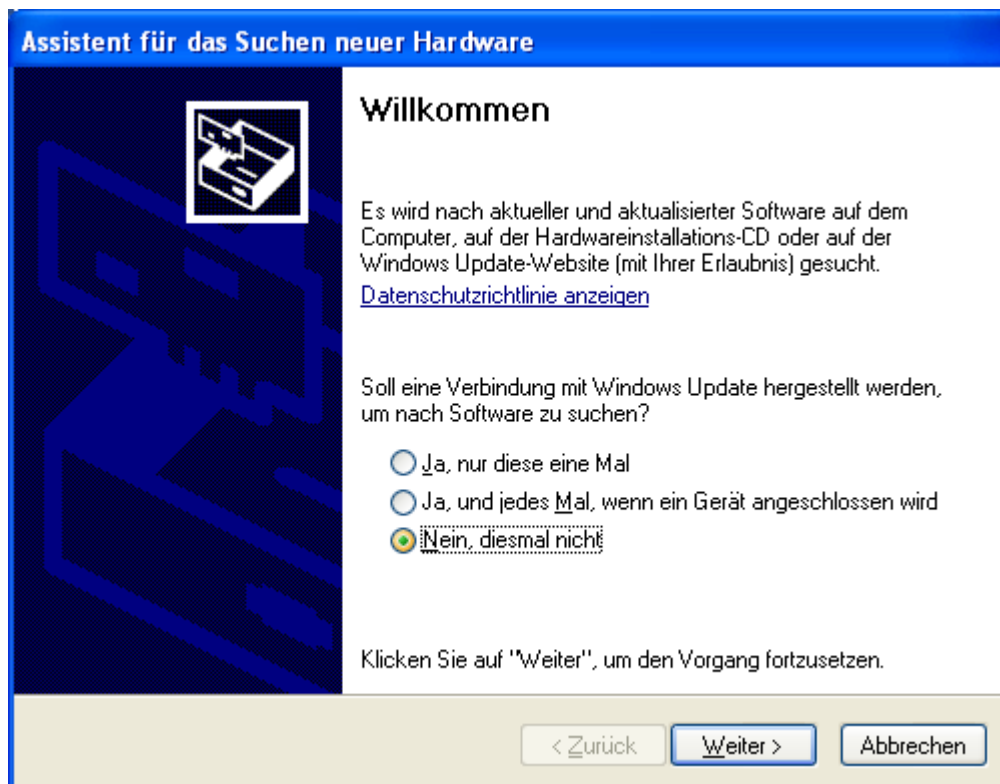 Assistent für das Suchen neuer Hardware
Willkommen
Es wird nach aktueller und aktualisierter Software auf dem
Computer, auf der Hardwareinstallations-CD oder auf der
Windows Update-Website (mit Ihrer Erlaubnis) gesucht.
Datenschutzrichtlinie anzeigen
Soll eine Verbindung mit Windows Update hergestellt werden,
um nach Software zu suchen?
Ja, nur diese eine Mal
Ja, und jedes Mal, wenn ein Gerät angeschlossen wird
Nein, diesmal nicht
Klicken Sie auf "Weiter", um den Vorgang fortzusetzen.
< Zurück Weiter > Abbrechen